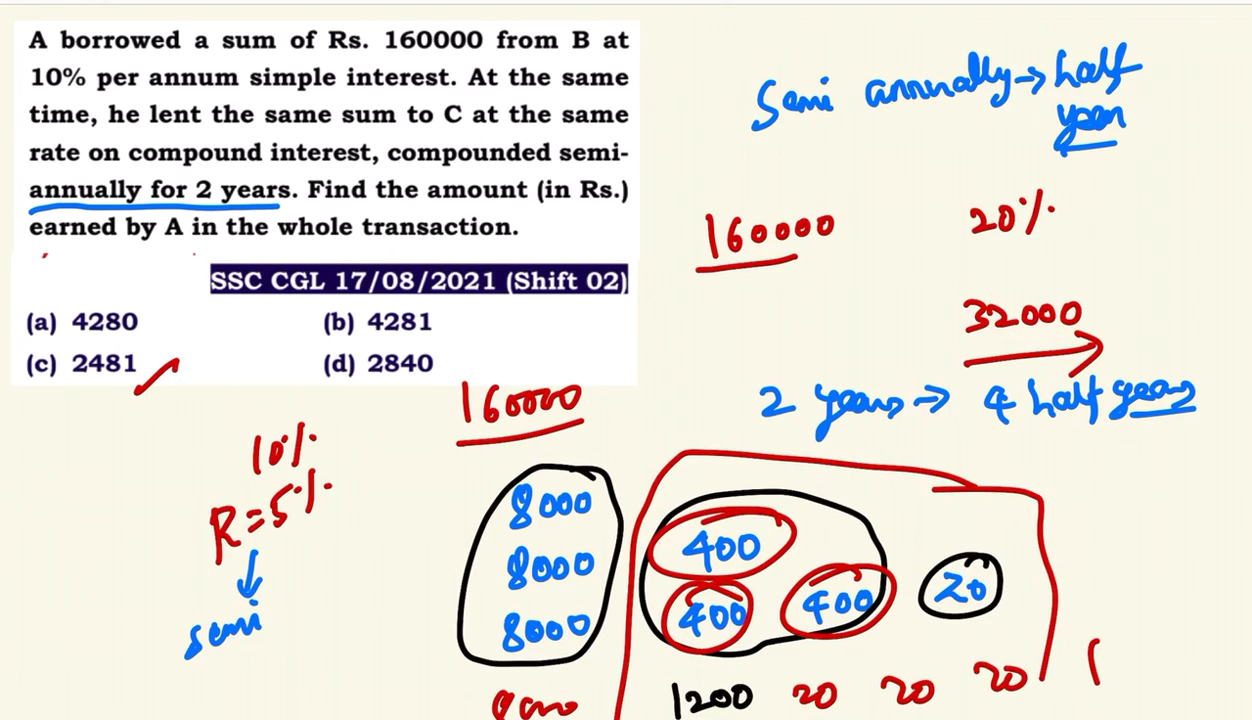 A borrowed a sum of Rs. 160000 from B at
10% per annum simple interest. At the same
time, he lent the same sum to C at the same
rate on compound interest, compounded semi-
annually for 2 years. Find the amount (in Rs.)
earned by A in the whole transaction.
SSC CGL 17/08/2021 (Shift 02)
(a) 4280 (b) 4281
(c) 2481 (d) 2840
Semi annually → half
year
160000 20%
32000
2 years → 4 half years
160000
10%
R = 5%
semi
8000
8000
8000
400
400 400 20
1200 20 20 20